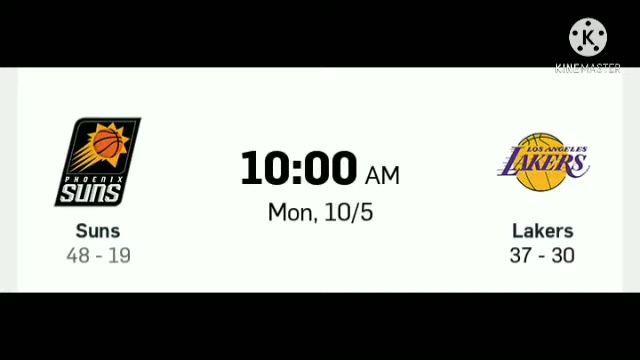 K
KINEMASTER
PHOENIX
SUNS
Suns
48 - 19
10:00 AM
Mon, 10/5
LOS ANGELES
LAKERS
Lakers
37 - 30